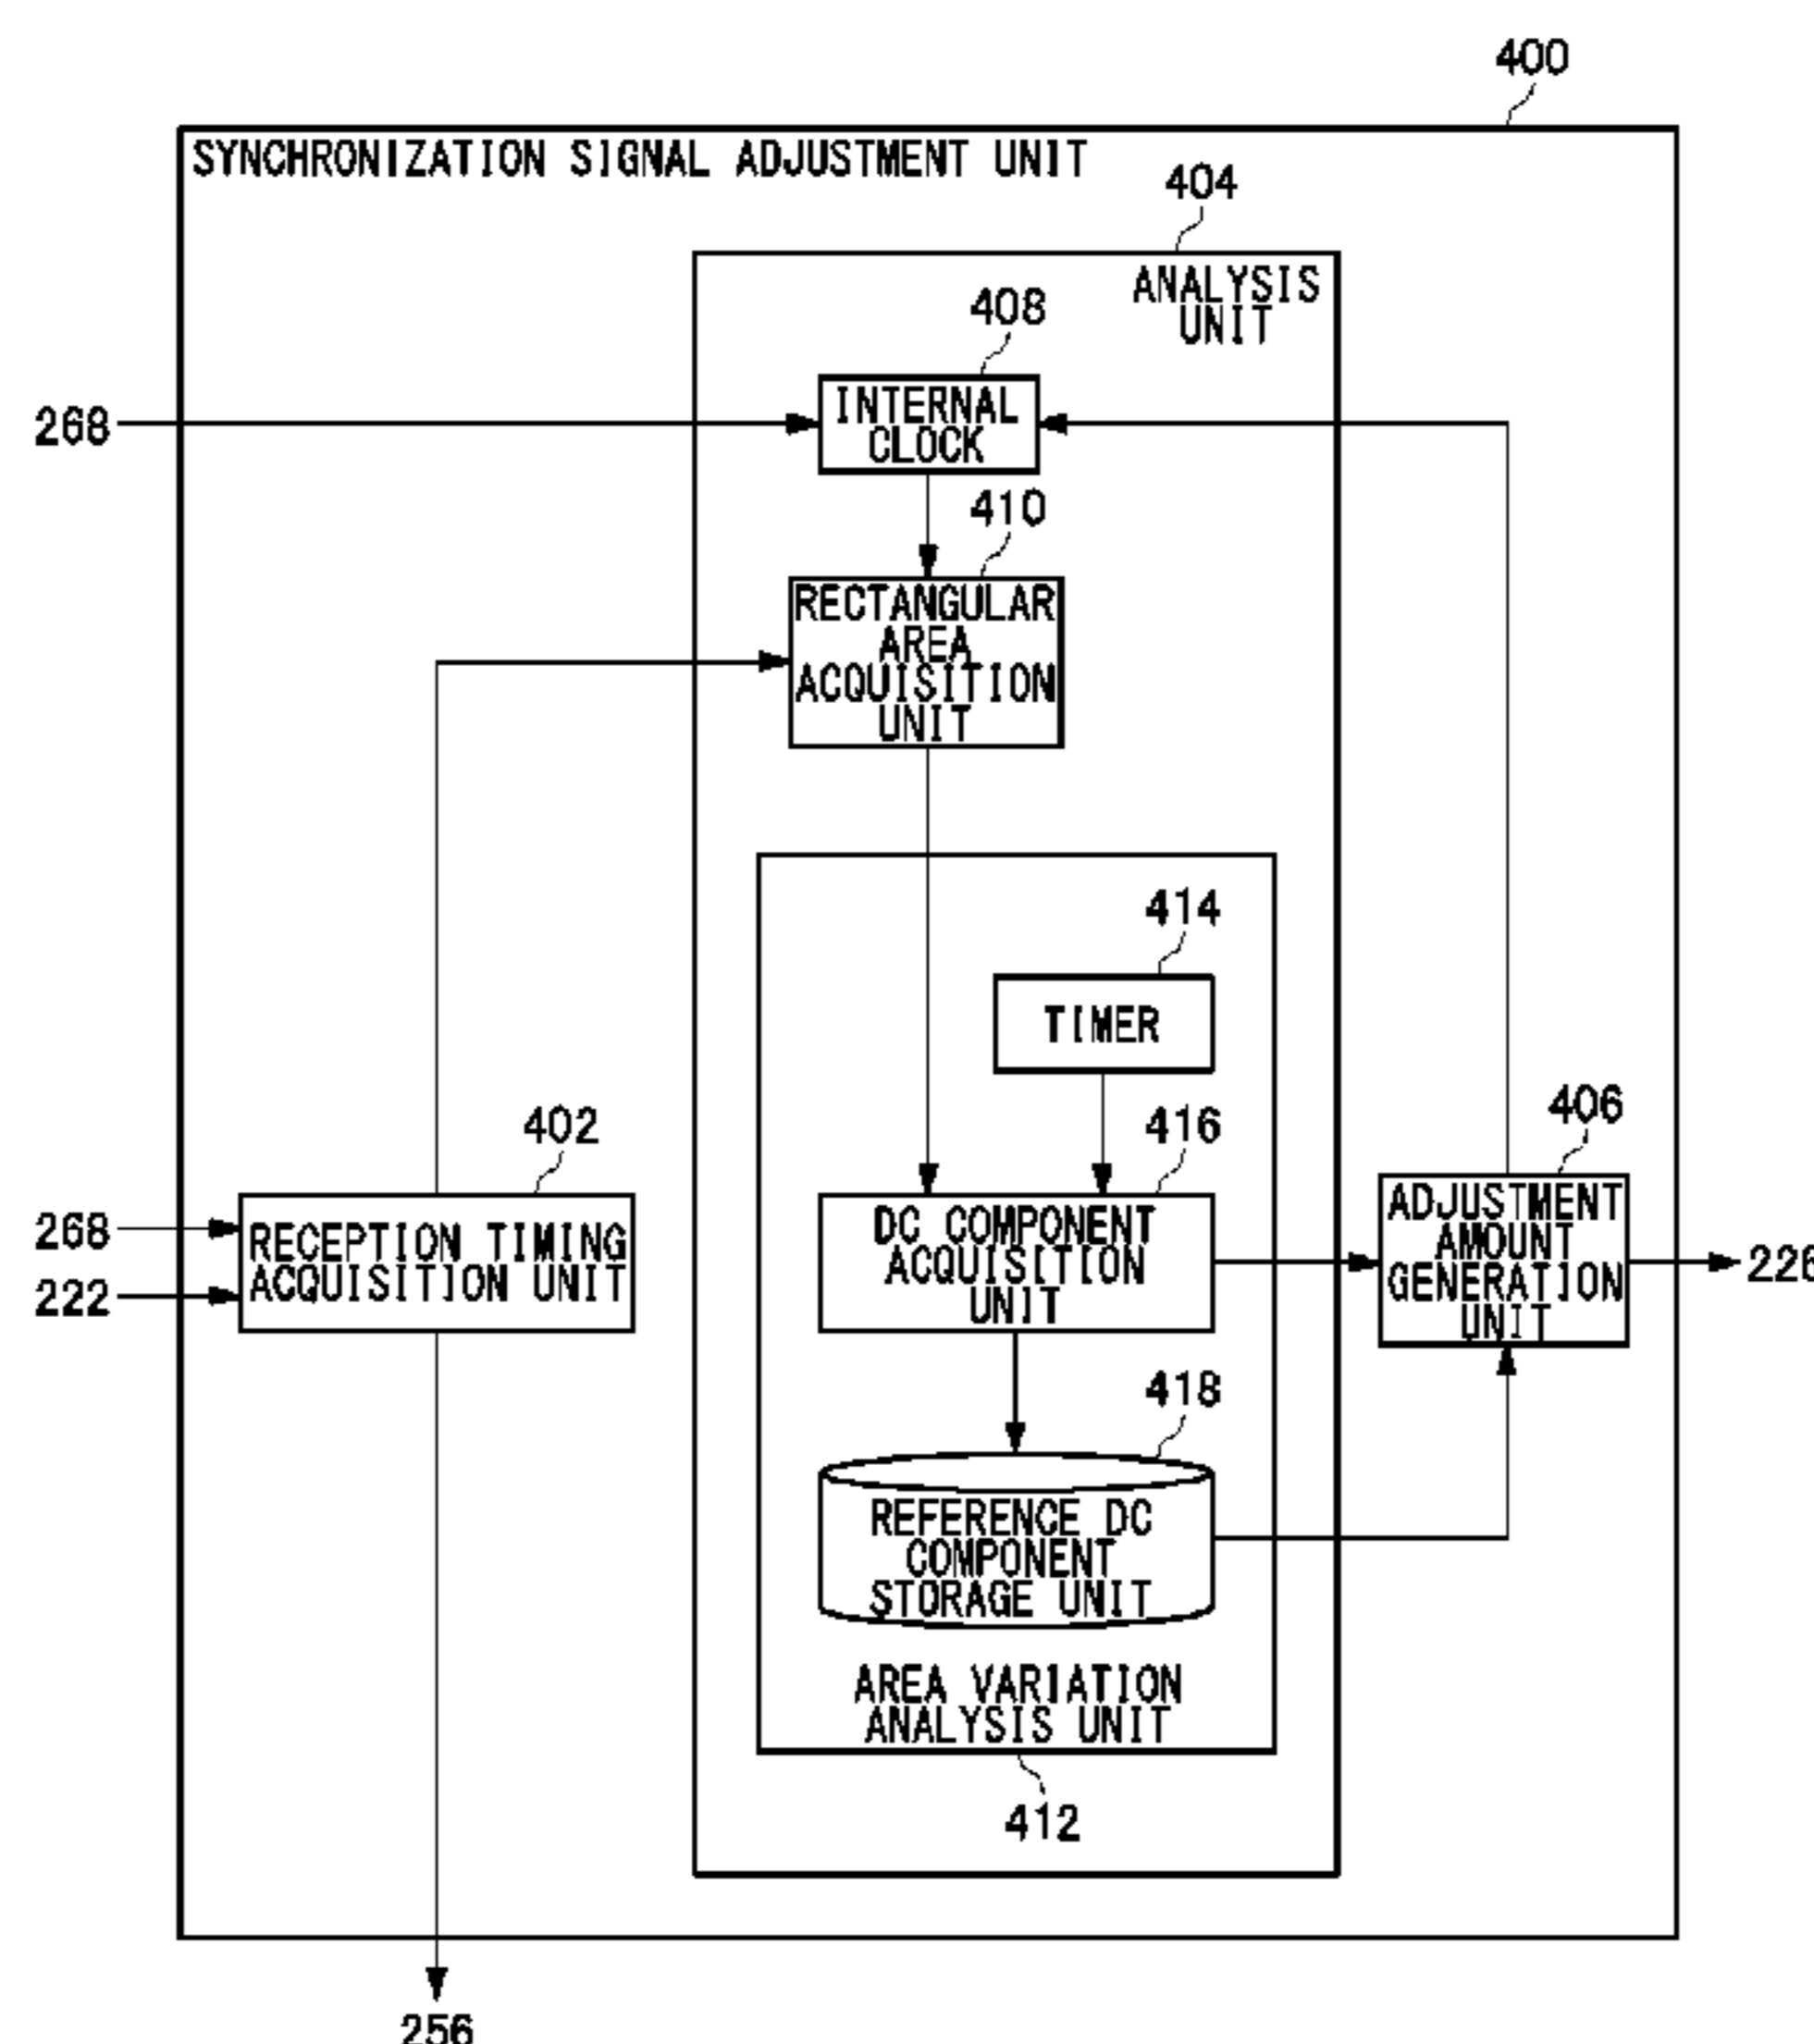 400
SYNCHRONIZATION SIGNAL ADJUSTMENT UNIT
404
ANALYSIS
UNIT
408
268
INTERNAL
CLOCK
410
RECTANGULAR
AREA
ACQUISITION
UNIT
414
TIMER
402
416
406
268
222
RECEPTION TIMING
ACQUISITION UNIT
DC COMPONENT
ACQUISITION
UNIT
ADJUSTMENT
AMOUNT
GENERATION
UNIT
226
418
REFERENCE DC
COMPONENT
STORAGE UNIT
AREA VARIATION
ANALYSIS UNIT
412
256